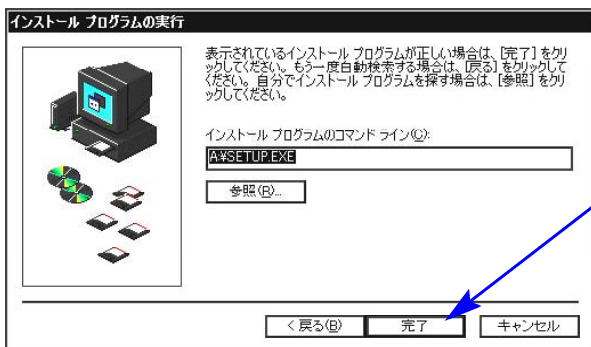 インストール プログラムの実行
表示されているインストール プログラムが正しい場合は、[完了] をクリ
ックしてください。もう一度自動検索する場合は、[戻る] をクリックして
ください。自分でインストール プログラムを探す場合は、[参照] をクリ
ックしてください。
インストール プログラムのコマンド ライン(C):
A:¥SETUP.EXE
参照(R)...
< 戻る(B)
完了
キャンセル